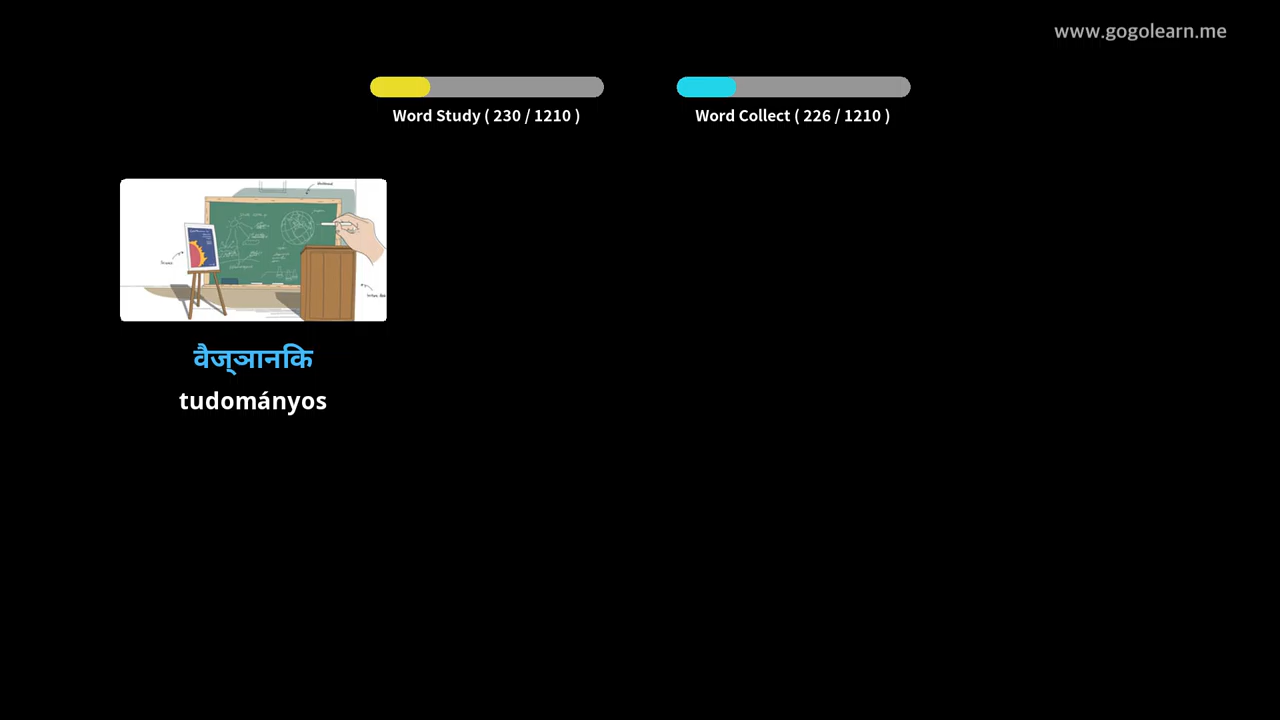 www.gogolearn.me
Word Study ( 230 / 1210 )
Word Collect ( 226 / 1210 )
वैज्ञानिक
tudományos